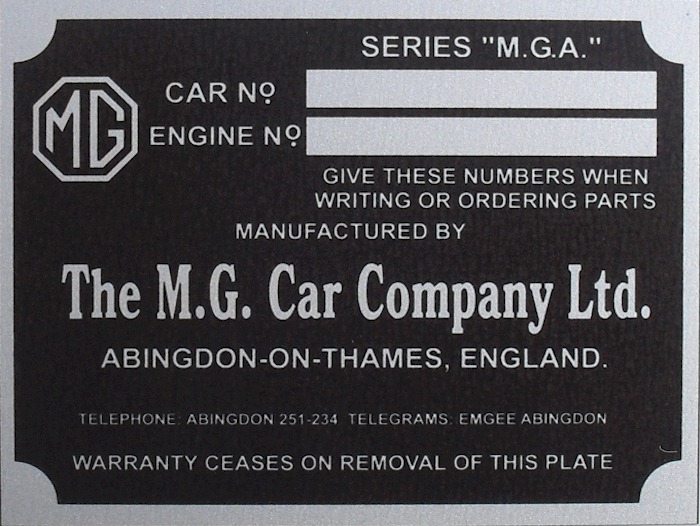 SERIES "M.G.A."
MG
CAR Nº
ENGINE Nº
GIVE THESE NUMBERS WHEN
WRITING OR ORDERING PARTS
MANUFACTURED BY
The M.G. Car Company Ltd.
ABINGDON-ON-THAMES, ENGLAND.
TELEPHONE: ABINGDON 251-234 TELEGRAMS: EMGEE ABINGDON
WARRANTY CEASES ON REMOVAL OF THIS PLATE